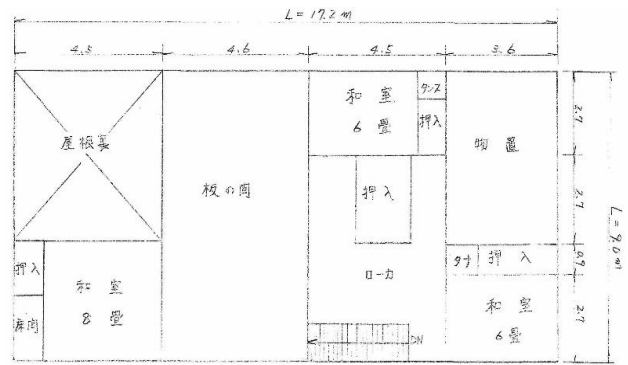 L = 17.2 m
4.5
4.6
4.5
3.6
屋根裏
板の間
和室
6畳
タンス
押入
物置
押入
ローカ
DN
押入
床間
和室
8畳
タナ
押入
和室
6畳
2.7
2.7
0.9
2.7
L = 9.0 m